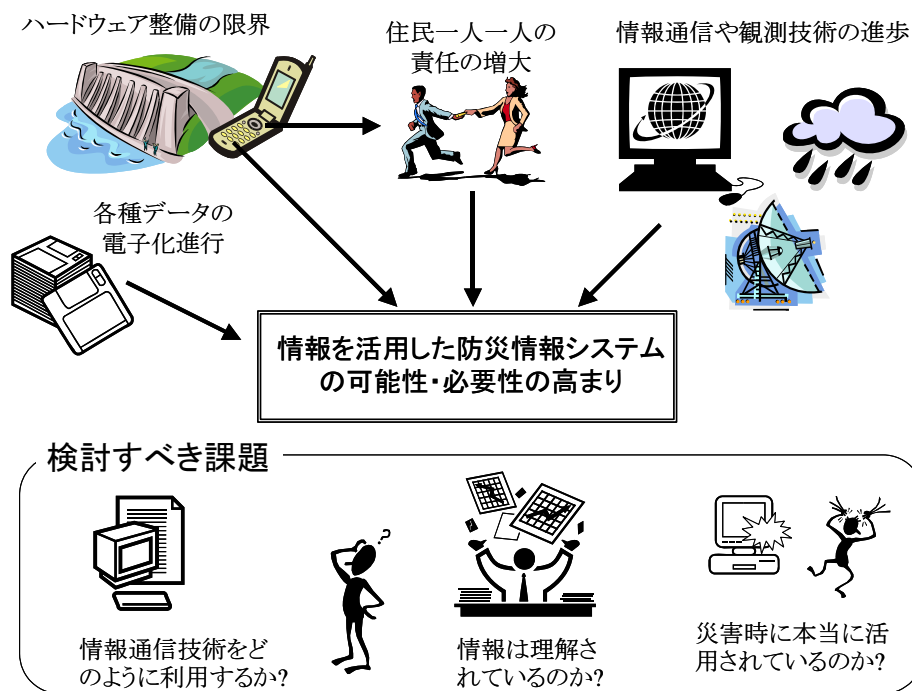 ハードウェア整備の限界
住民一人一人の
責任の増大
情報通信や観測技術の進歩
各種データの
電子化進行
情報を活用した防災情報システム
の可能性・必要性の高まり
検討すべき課題
?
情報通信技術をど
のように利用するか?
情報は理解さ
れているのか?
災害時に本当に活
用されているのか?